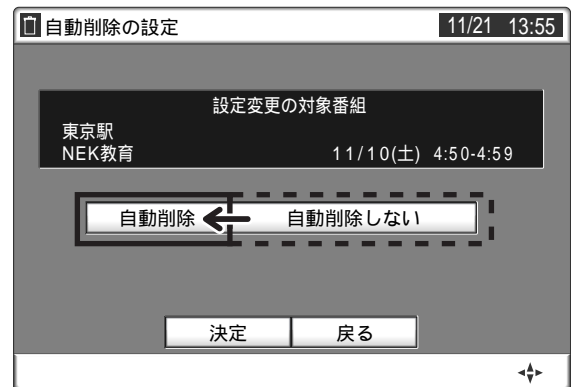 自動削除の設定 11/21 13:55
設定変更の対象番組
東京駅
NEK教育 11/10(土) 4:50-4:59
自動削除 自動削除しない
決定 戻る